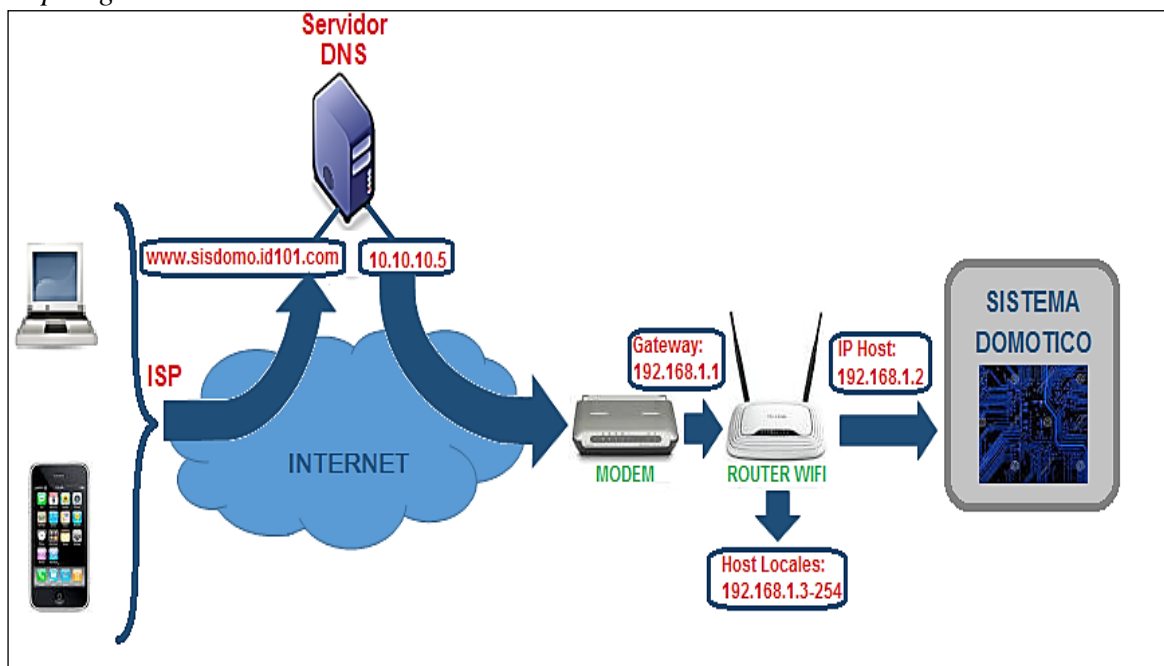 Servidor
DNS
www.sisdomo.id101.com
10.10.10.5
ISP
INTERNET
Gateway:
192.168.1.1
IP Host:
192.168.1.2
SISTEMA
DOMOTICO
MODEM
ROUTER WIFI
Host Locales:
192.168.1.3-254